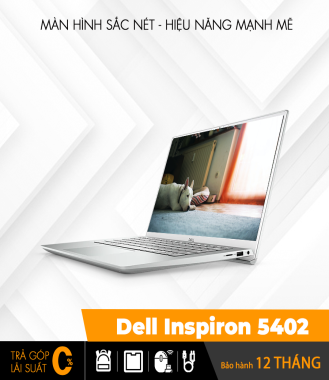 MÀN HÌNH SẮC NÉT - HIỆU NĂNG MẠNH MẼ
Dell Inspiron 5402
TRẢ GÓP
LÃI SUẤT
0%
Bảo hành 12 THÁNG